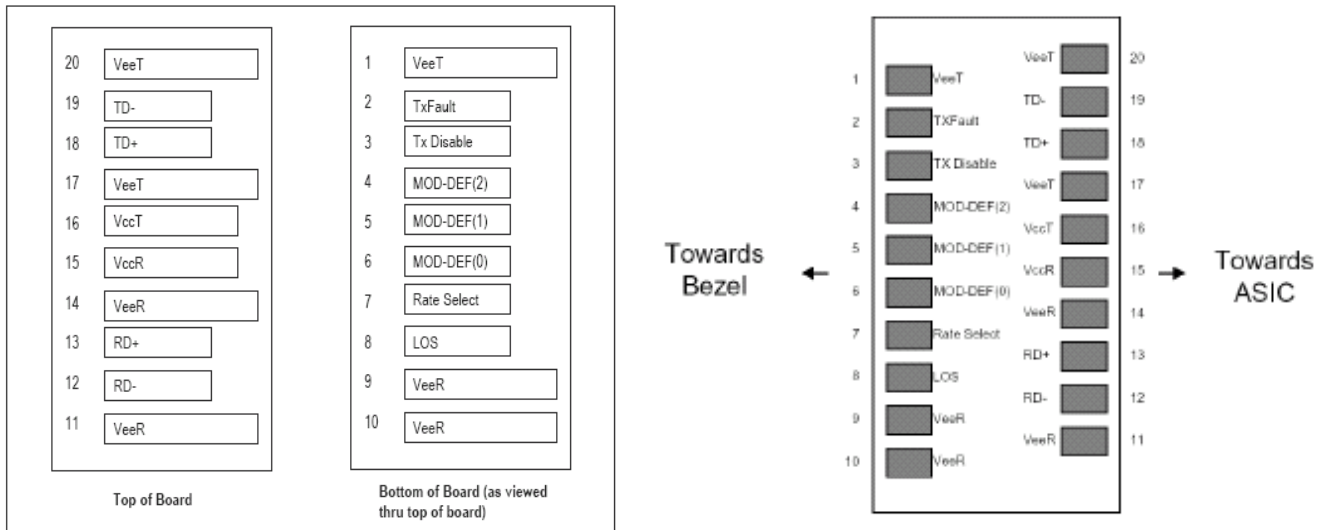 20 VeeT
19 TD-
18 TD+
17 VeeT
16 VccT
15 VccR
14 VeeR
13 RD+
12 RD-
11 VeeR
Top of Board
1 VeeT
2 TxFault
3 Tx Disable
4 MOD-DEF(2)
5 MOD-DEF(1)
6 MOD-DEF(0)
7 Rate Select
8 LOS
9 VeeR
10 VeeR
Bottom of Board (as viewed
thru top of board)
Towards
Bezel
1 VeeT
2 TXFault
3 TX Disable
4 MOD-DEF(2)
5 MOD-DEF(1)
6 MOD-DEF(0)
7 Rate Select
8 LOS
9 VeeR
10 VeeR
VeeT 20
TD- 19
TD+ 18
VeeT 17
VccT 16
VccR 15
VeeR 14
RD+ 13
RD- 12
VeeR 11
Towards
ASIC